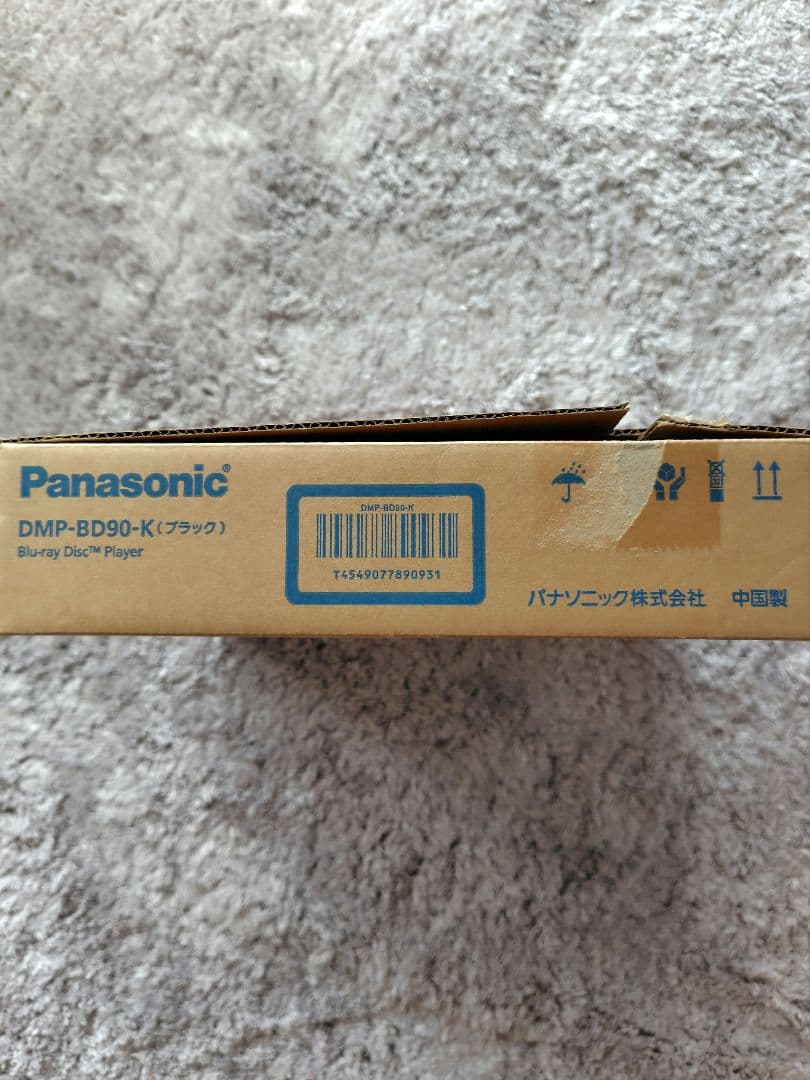 Panasonic®
DMP-BD90-K(ブラック)
Blu-ray Disc™ Player
DMP-BD90-K
T4549077890931
パナソニック株式会社 中国製